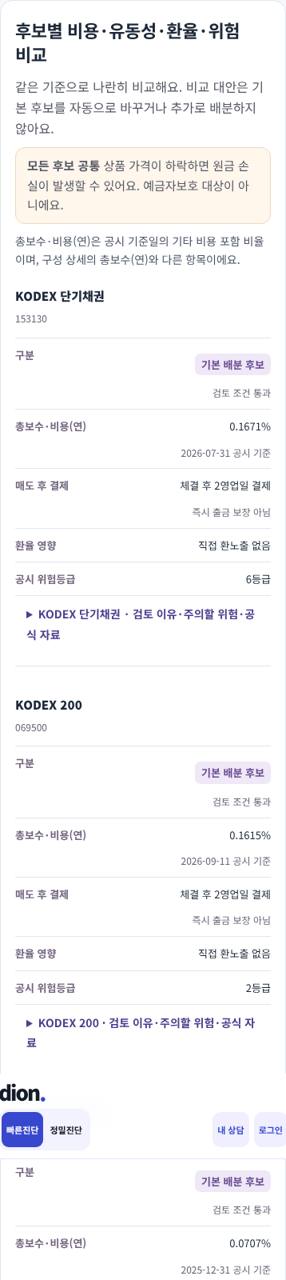 후보별 비용·유동성·환율·위험
비교
같은 기준으로 나란히 비교해요. 비교 대안은 기
본 후보를 자동으로 바꾸거나 추가로 배분하지
않아요.
모든 후보 공통 상품 가격이 하락하면 원금 손
실이 발생할 수 있어요. 예금자보호 대상이 아
니에요.
총보수·비용(연)은 공시 기준일의 기타 비용 포함 비율
이며, 구성 상세의 총보수(연)와 다른 항목이에요.
KODEX 단기채권
153130
구분
기본 배분 후보
검토 조건 통과
총보수·비용(연) 0.1671%
2026-07-31 공시 기준
매도 후 결제 체결 후 2영업일 결제
즉시 출금 보장 아님
환율 영향 직접 환노출 없음
공시 위험등급 6등급
▶ KODEX 단기채권 · 검토 이유·주의할 위험·공
식 자료
KODEX 200
069500
구분
기본 배분 후보
검토 조건 통과
총보수·비용(연) 0.1615%
2026-09-11 공시 기준
매도 후 결제 체결 후 2영업일 결제
즉시 출금 보장 아님
환율 영향 직접 환노출 없음
공시 위험등급 2등급
▶ KODEX 200 · 검토 이유·주의할 위험·공식 자
료
dion.
빠른진단 정밀진단 내 상담 로그인
구분
기본 배분 후보
검토 조건 통과
총보수·비용(연) 0.0707%
2025-12-31 공시 기준